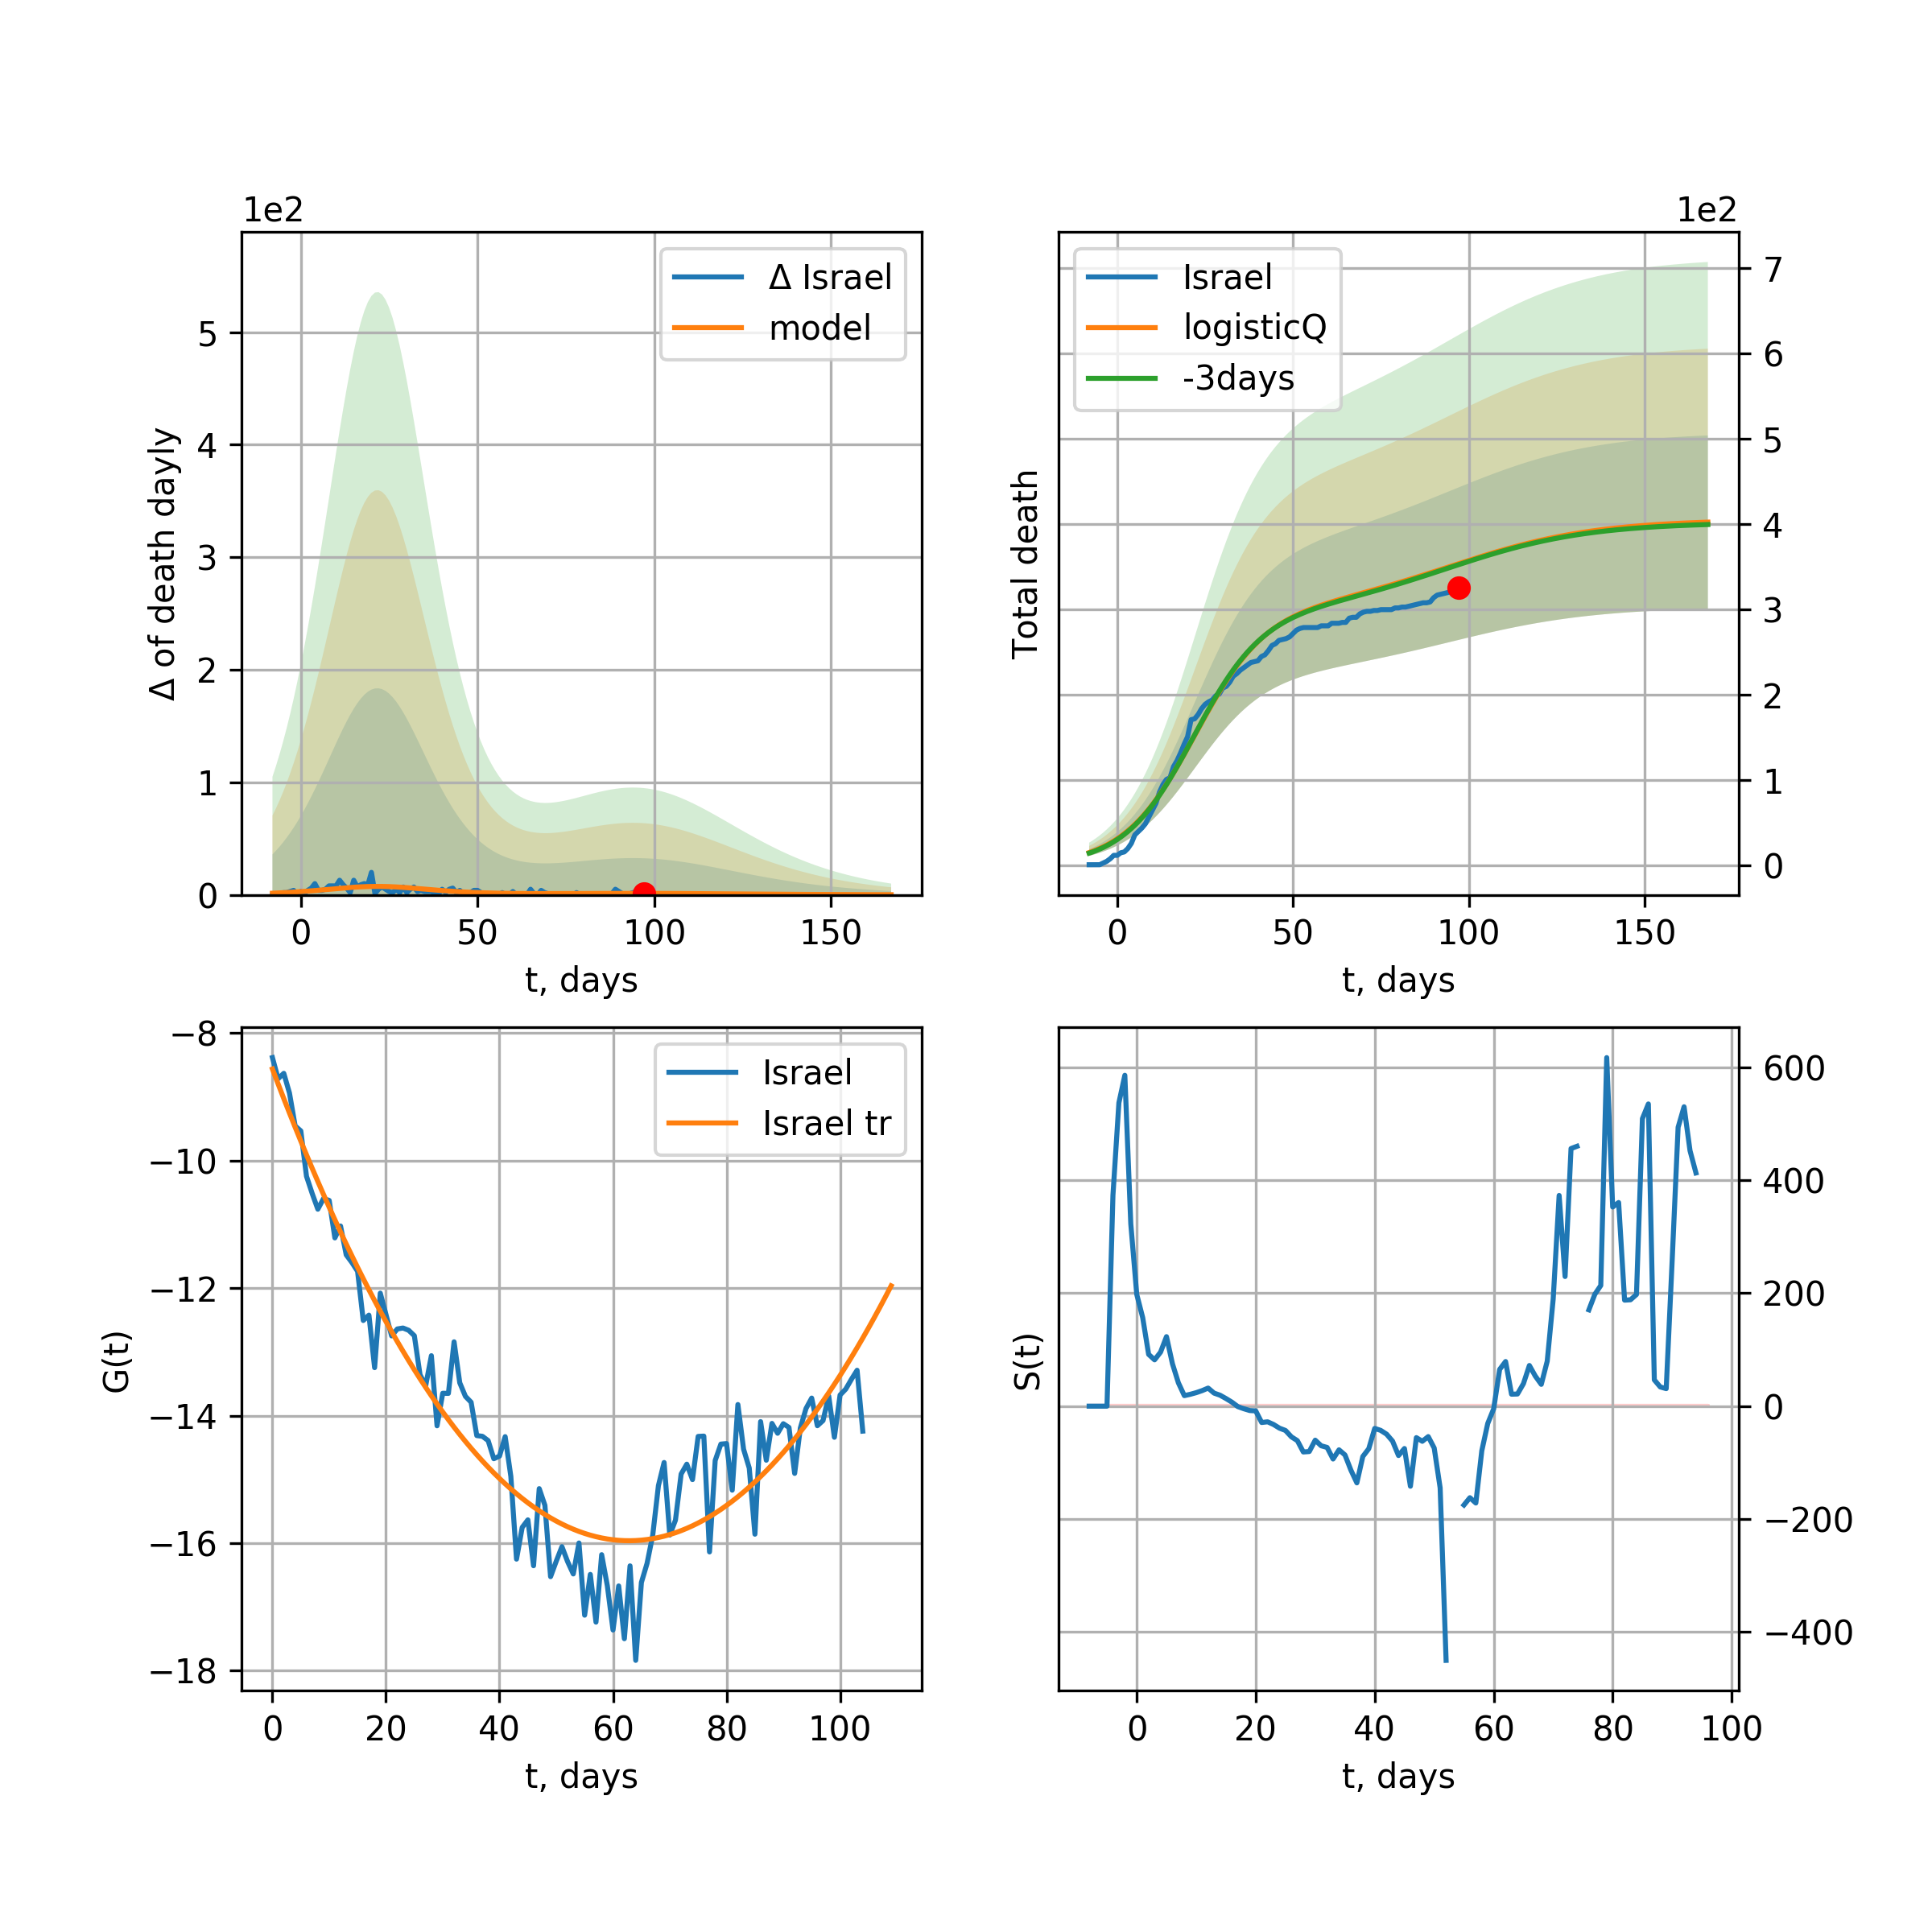 1e2
Δ Israel
model
5
4
3
2
1
0
Δ of death dayly
0 50 100 150
t, days
1e2
Israel
logisticQ
-3days
7
6
5
4
3
2
1
0
Total death
0 50 100 150
t, days
Israel
Israel tr
−8
−10
−12
−14
−16
−18
G(t)
0 20 40 60 80 100
t, days
600
400
200
0
−200
−400
S(t)
0 20 40 60 80 100
t, days